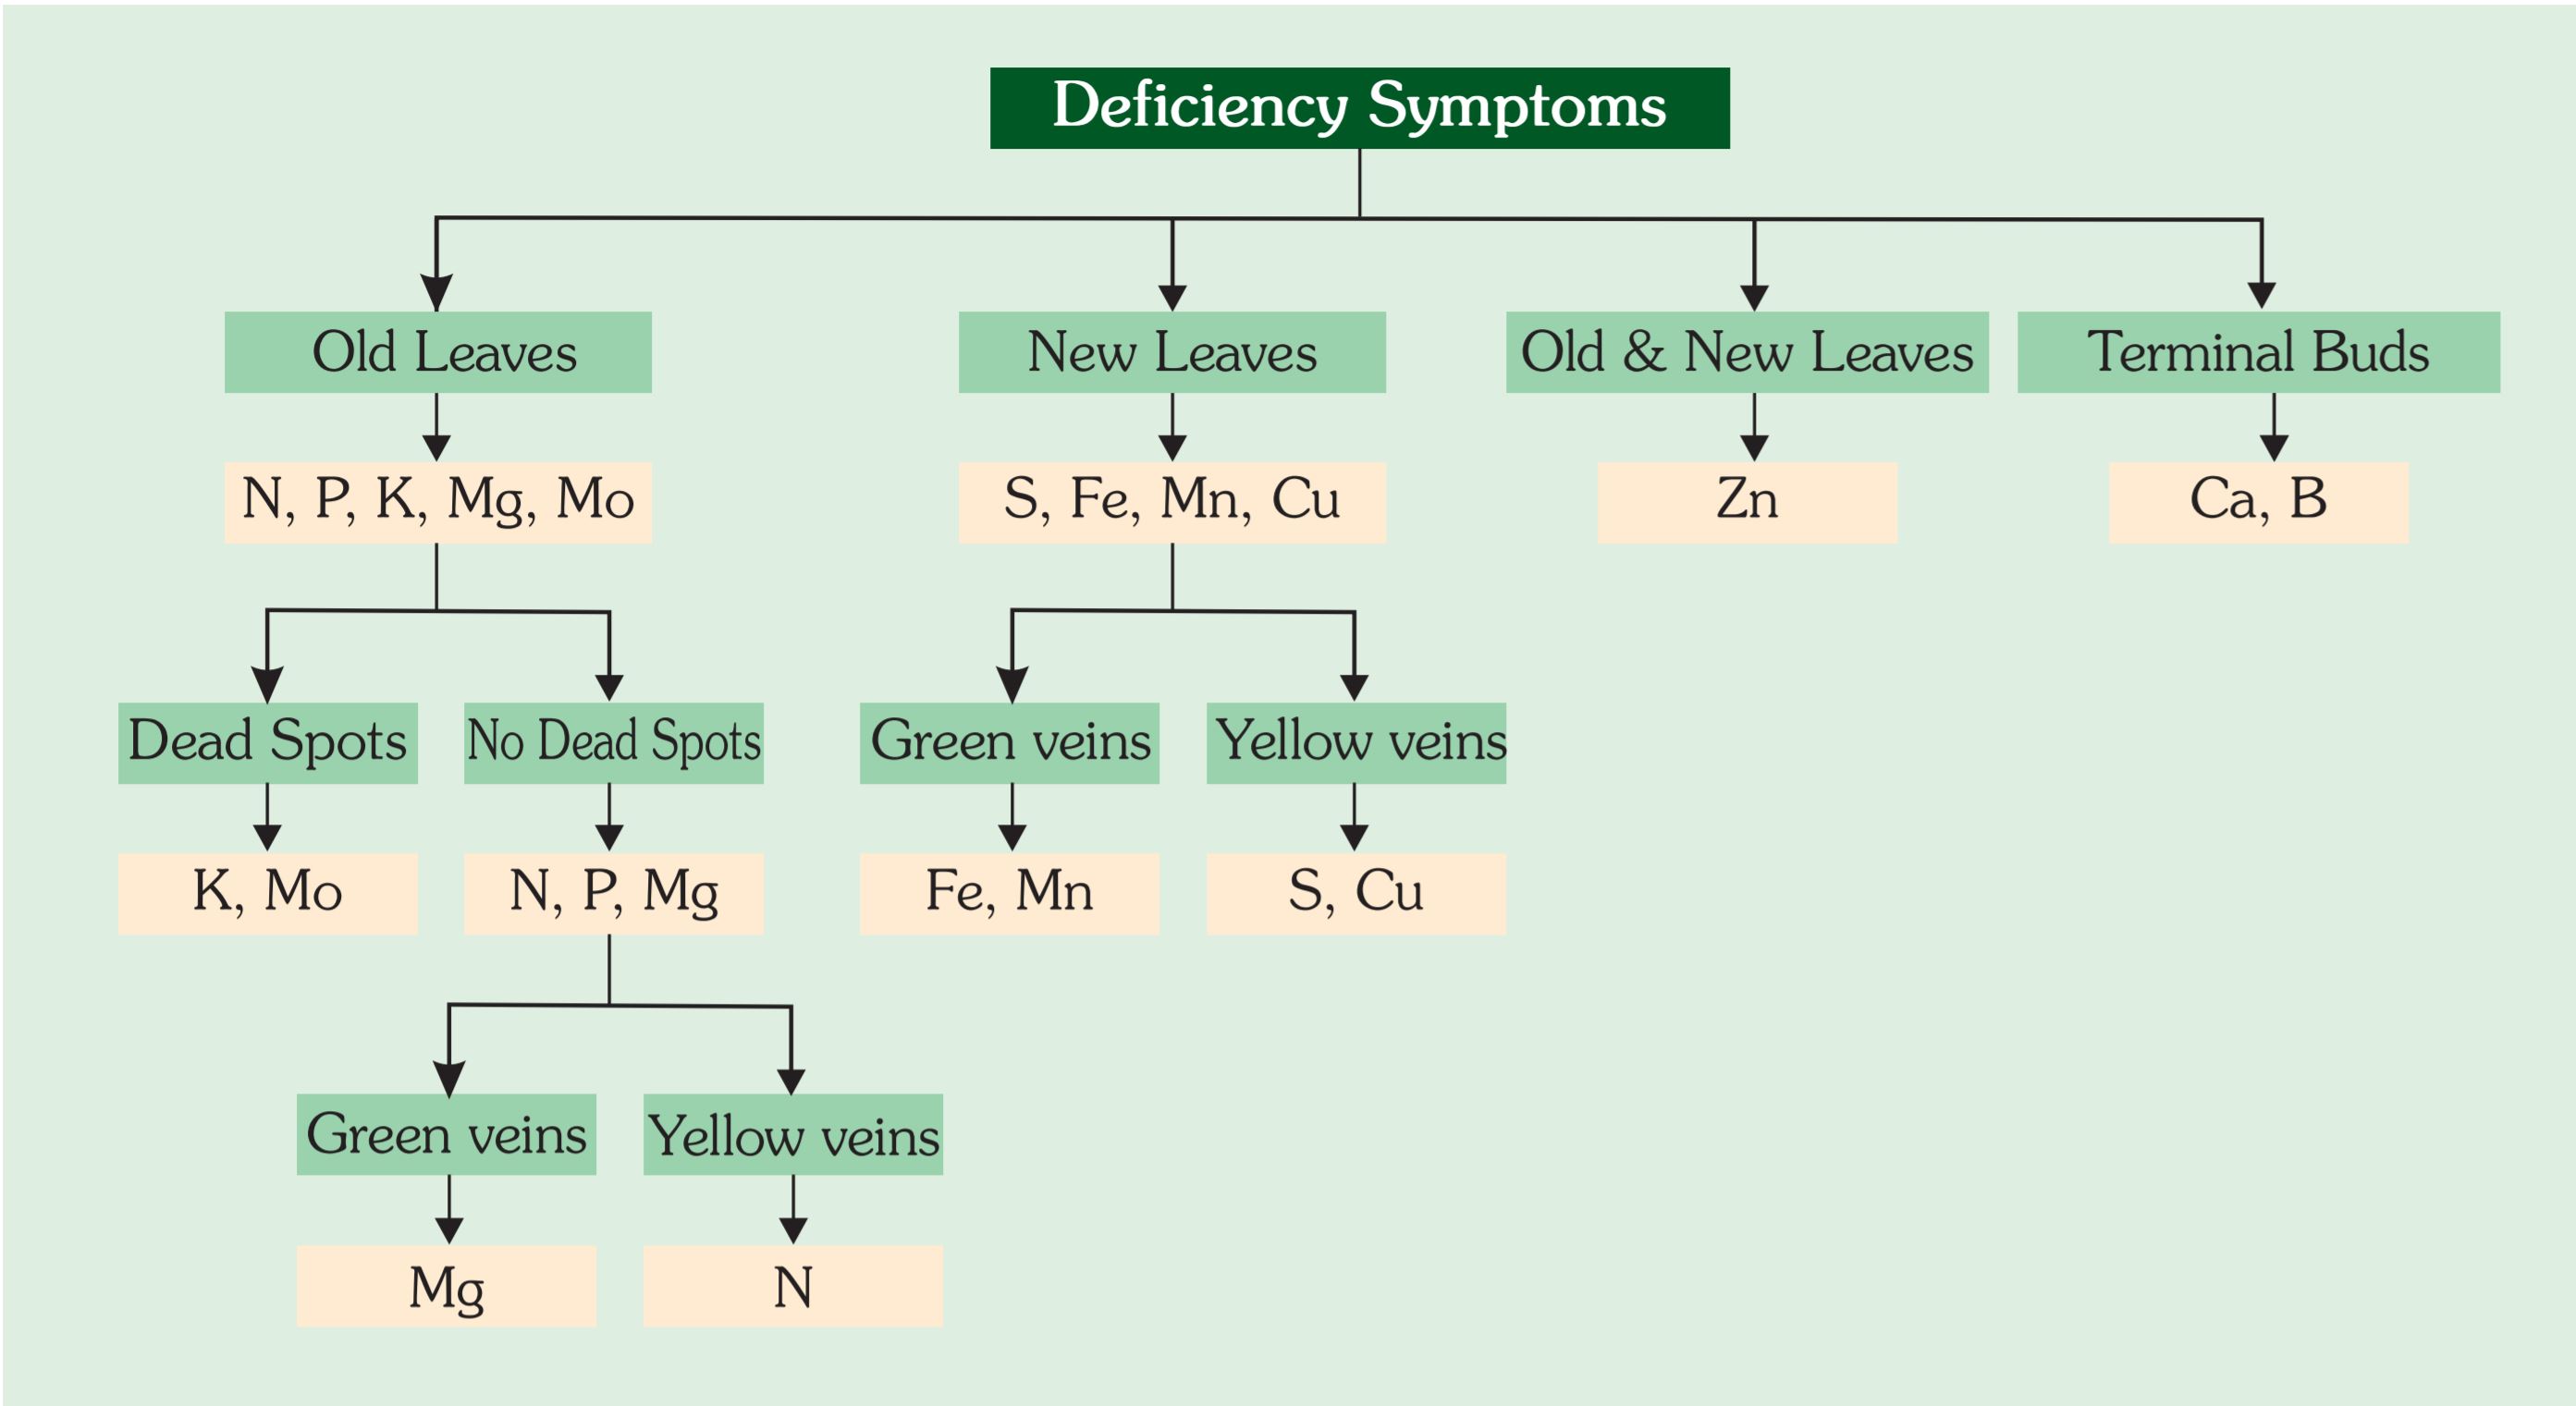 Deficiency Symptoms
Old Leaves
New Leaves
Old & New Leaves
Terminal Buds
N, P, K, Mg, Mo
S, Fe, Mn, Cu
Zn
Ca, B
Dead Spots
No Dead Spots
Green veins
Yellow veins
K, Mo
N, P, Mg
Fe, Mn
S, Cu
Green veins
Yellow veins
Mg
N